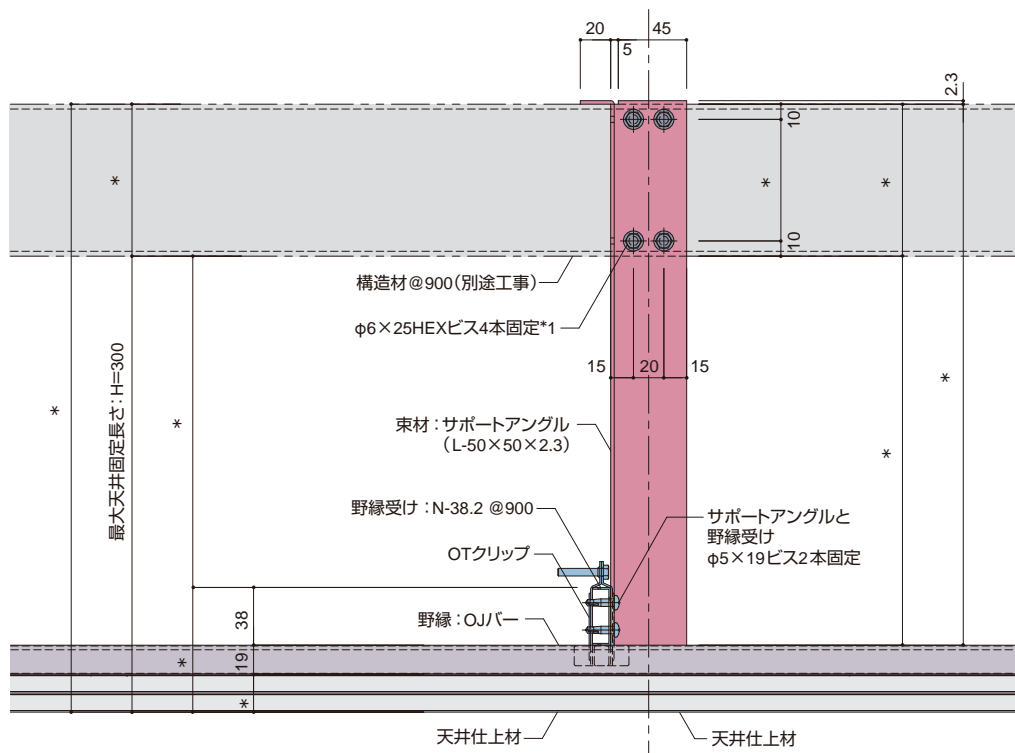 20
45
5
2.3
10
*
*
*
10
構造材@900(別途工事)
φ6×25HEXビス4本固定*1
15
20
15
*
*
最大天井固定長さ:H=300
*
*
束材:サポートアングル
(L-50×50×2.3)
野縁受け:N-38.2 @900
サポートアングルと
野縁受け
φ5×19ビス2本固定
OTクリップ
38
野縁:OJバー
19
*
*
天井仕上材
天井仕上材